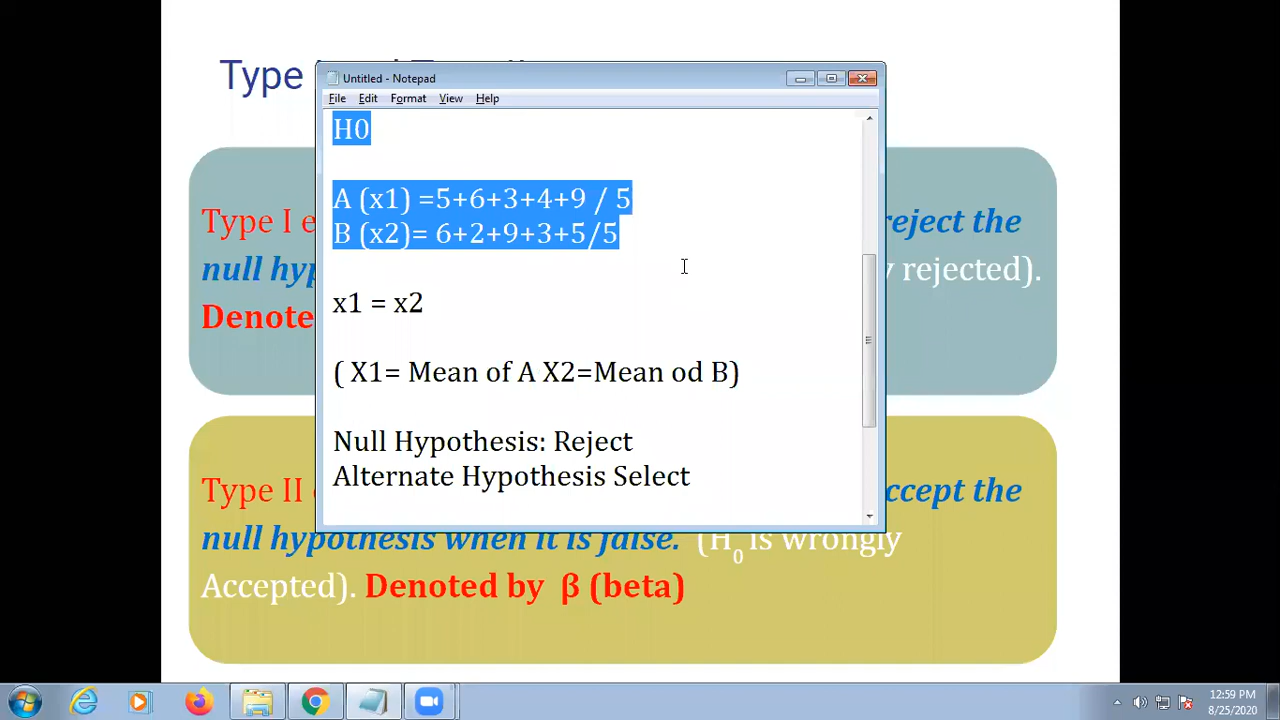 Type
Untitled - Notepad
File Edit Format View Help
H0
A (x1) =5+6+3+4+9 / 5
B (x2)= 6+2+9+3+5/5
x1 = x2
( X1= Mean of A X2=Mean od B)
Null Hypothesis: Reject
Alternate Hypothesis Select
Type I reject the
null rejected).
Type II the
null hypothesis when it is false. (H0 is wrongly
Accepted). Denoted by β (beta)
12:59 PM
8/25/2020